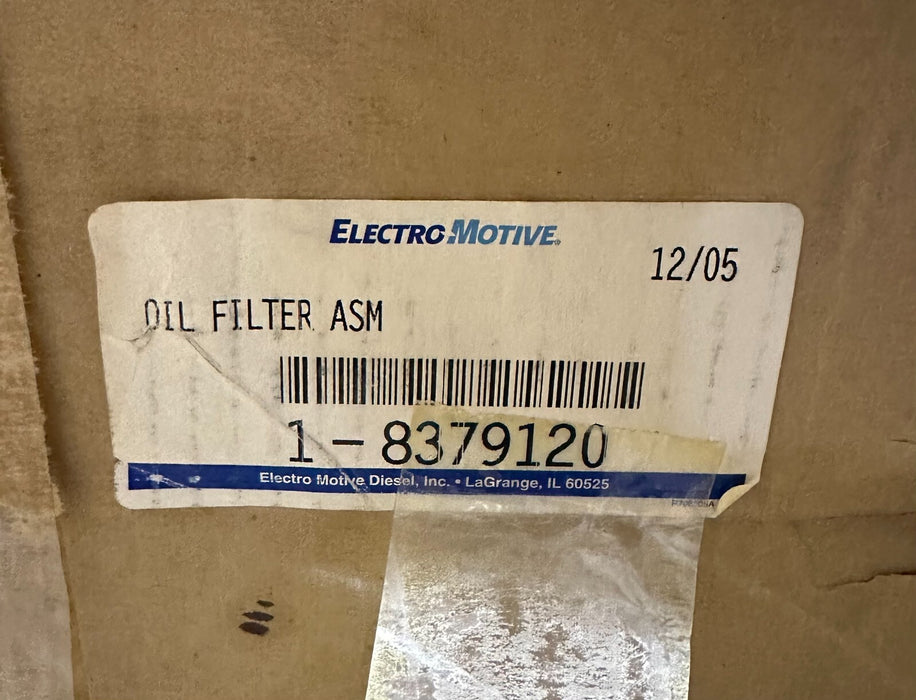 ELECTRO MOTIVE®
12/05
OIL FILTER ASM
1-8379120
Electro Motive Diesel, Inc. • LaGrange, IL 60525